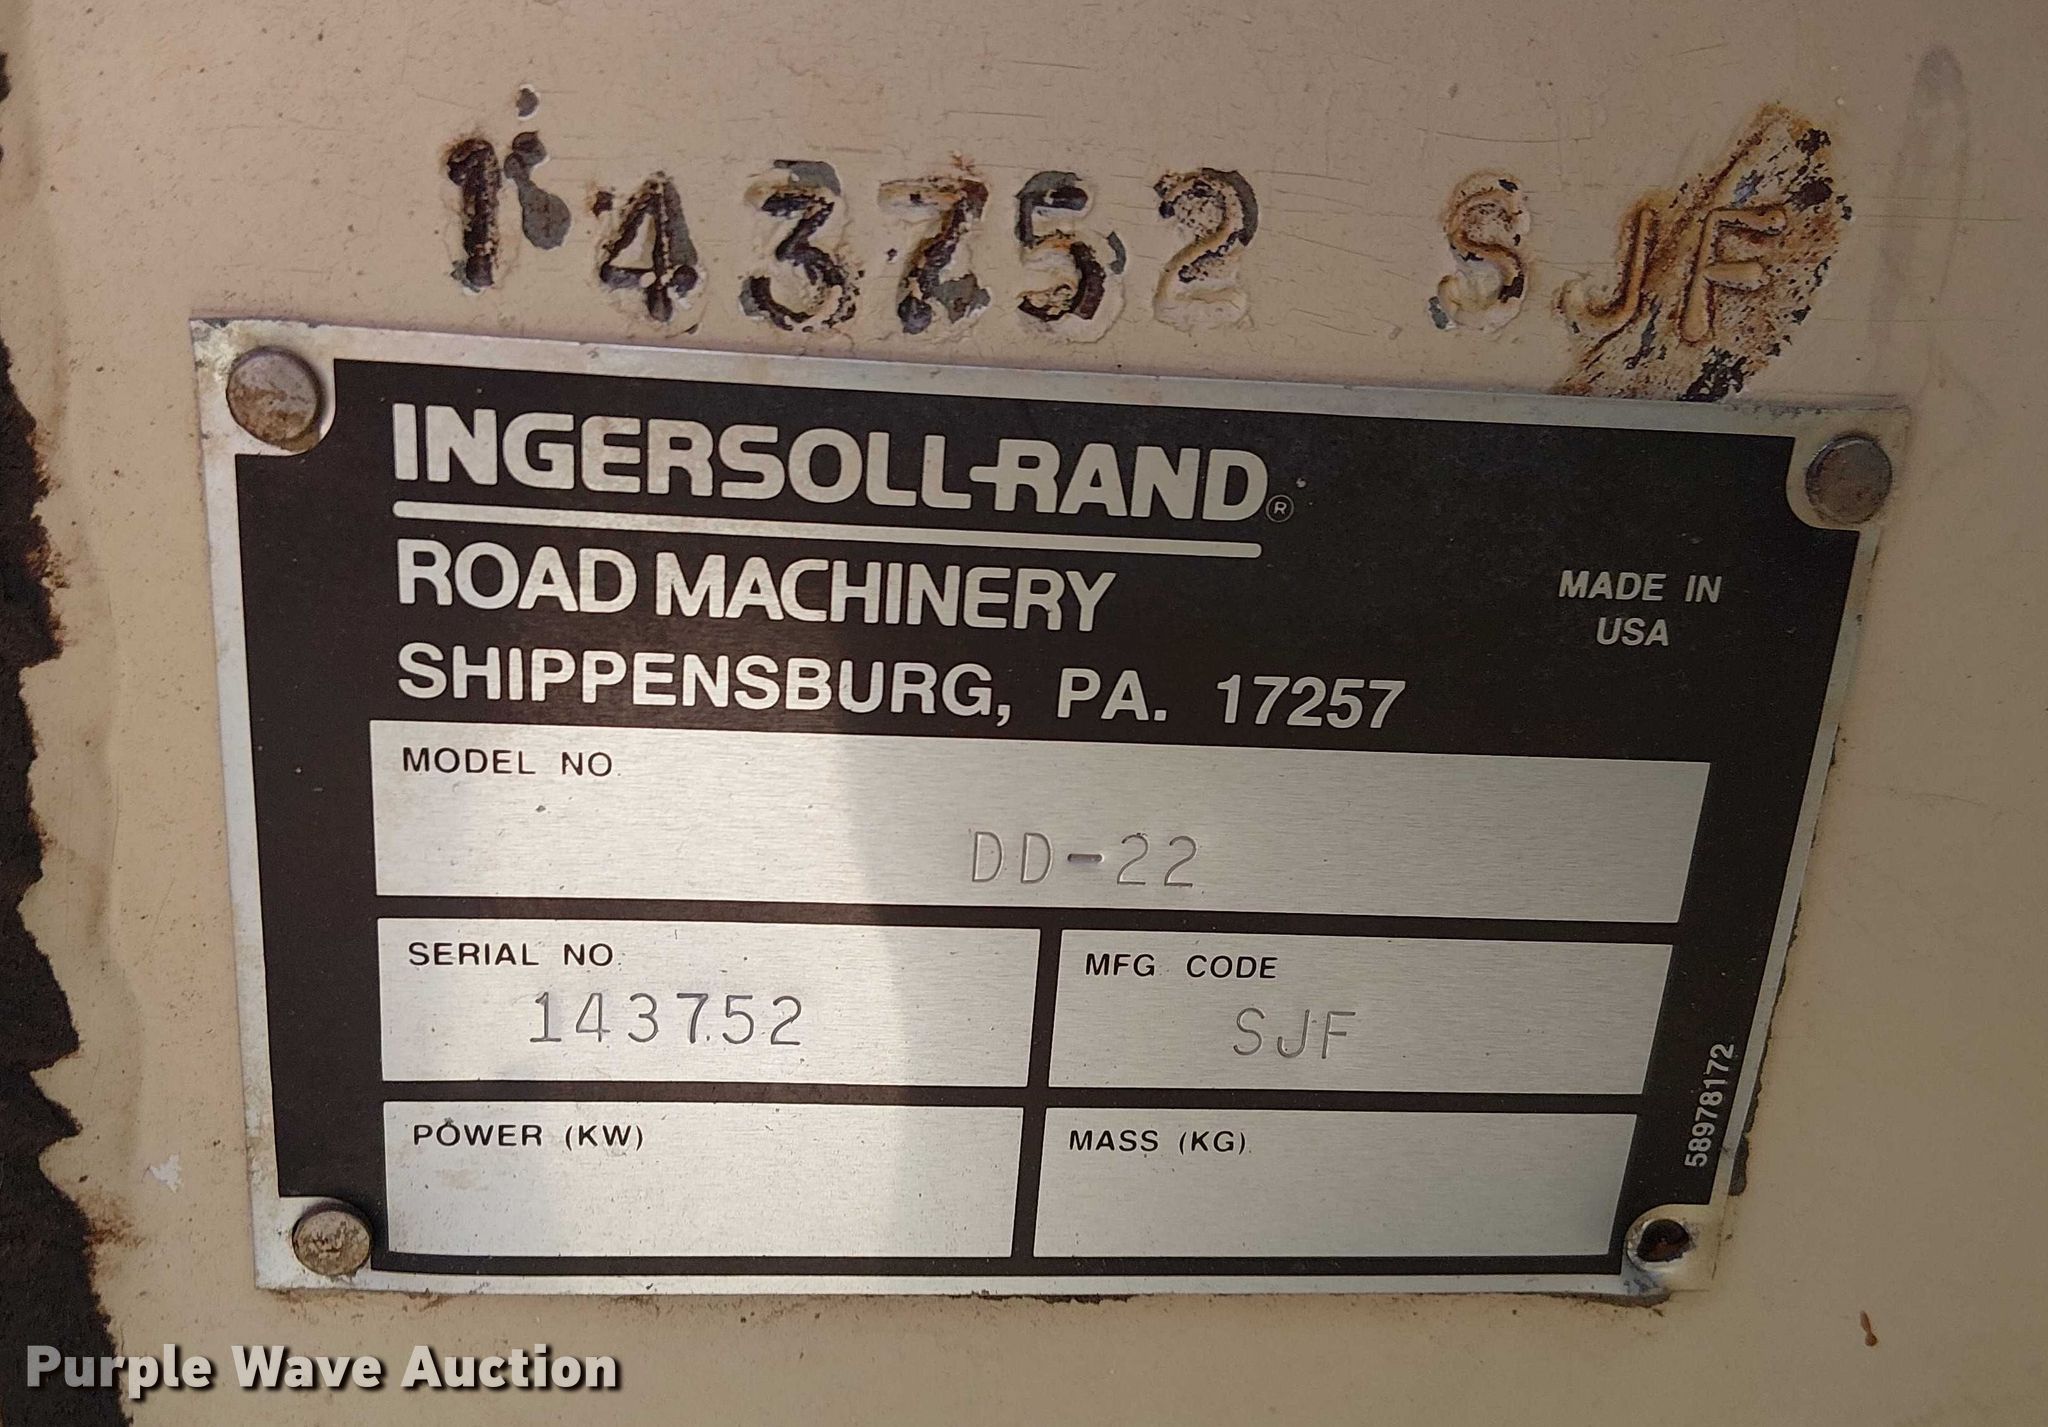 143752 SJF
INGERSOLL-RAND®
ROAD MACHINERY
SHIPPENSBURG, PA. 17257
MADE IN
USA
MODEL NO.
DD-22
SERIAL NO.
143752
MFG. CODE
SJF
POWER (KW)
MASS (KG)
58978172
Purple Wave Auction